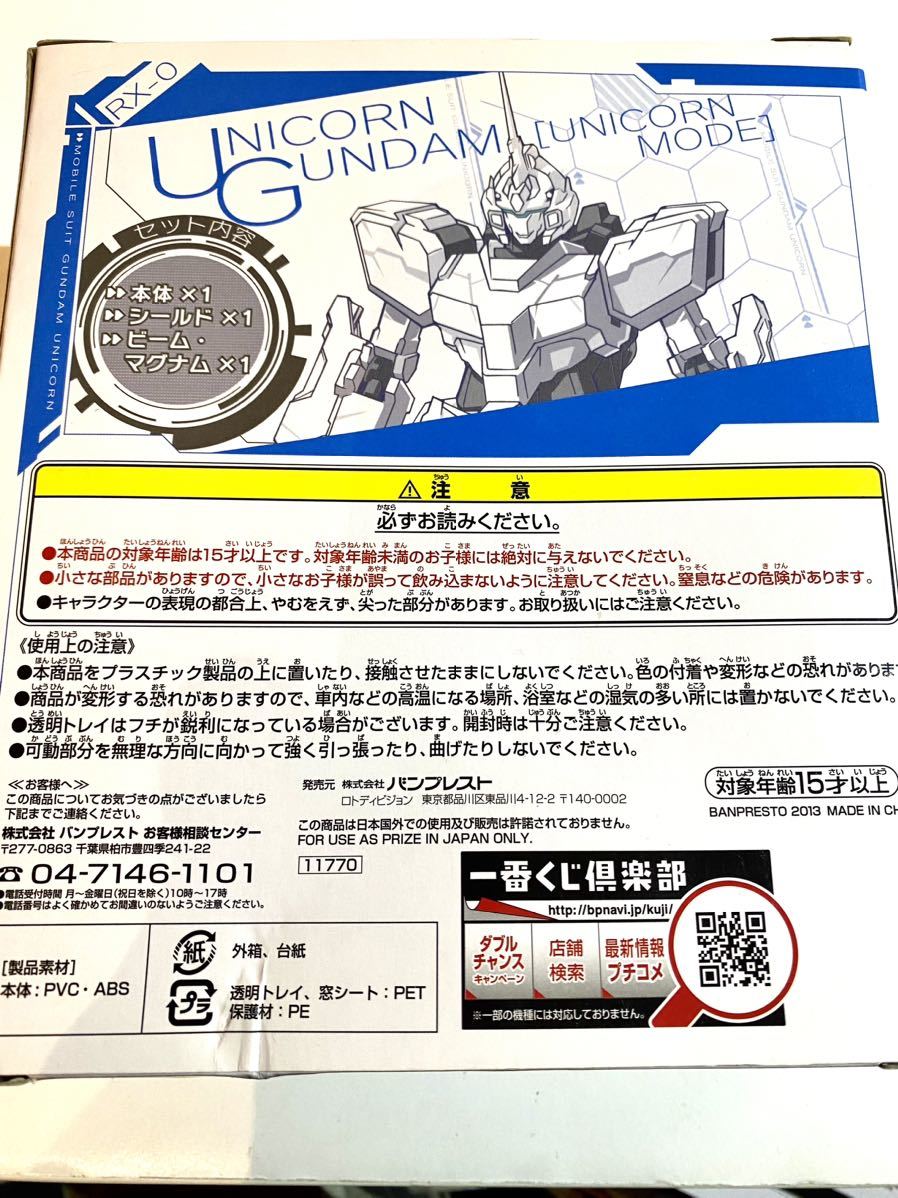 RX-0
UNICORN
GUNDAM
[UNICORN
MODE]
MOBILE SUIT GUNDAM UNICORN
セット内容
本体 ×1
シールド ×1
ビーム・
マグナム ×1
⚠注 意
必ずお読みください。
●本商品の対象年齢は15才以上です。対象年齢未満のお子様には絶対に与えないでください。
●小さな部品がありますので、小さなお子様が誤って飲み込まないように注意してください。窒息などの危険があります。
●キャラクターの表現の都合上、やむをえず、尖った部分があります。お取り扱いにはご注意ください。
《使用上の注意》
●本商品をプラスチック製品の上に置いたり、接触させたままにしないでください。色の付着や変形などの恐れがあります
●商品が変形する恐れがありますので、車内などの高温になる場所、浴室などの湿気の多い所には置かないでください。
●透明トレイはフチが鋭利になっている場合がございます。開封時は十分ご注意ください。
●可動部分を無理な方向に向かって強く引っ張ったり、曲げたりしないでください。
≪お客様へ≫
この商品についてお気づきの点がございましたら
下記までご連絡ください。
株式会社 バンプレスト お客様相談センター
〒277-0863 千葉県柏市豊四季241-22
☎ 04-7146-1101
●電話受付時間 月〜金曜日(祝日を除く)10時〜17時
●電話番号はよく確かめてお間違いのないようご注意ください。
発売元 株式会社 バンプレスト
ロトディビジョン 東京都品川区東品川4-12-2 〒140-0002
この商品は日本国外での使用及び販売は許諾されておりません。
FOR USE AS PRIZE IN JAPAN ONLY.
11770
対象年齢15才以上
BANPRESTO 2013 MADE IN CH
一番くじ倶楽部
http://bpnavi.jp/kuji/
ダブル
チャンス
キャンペーン
店舗
検索
最新情報
プチコメ
※一部の機種には対応しておりません。
[製品素材]
本体：PVC・ABS
紙
外箱、台紙
プラ
透明トレイ、窓シート：PET
保護材：PE